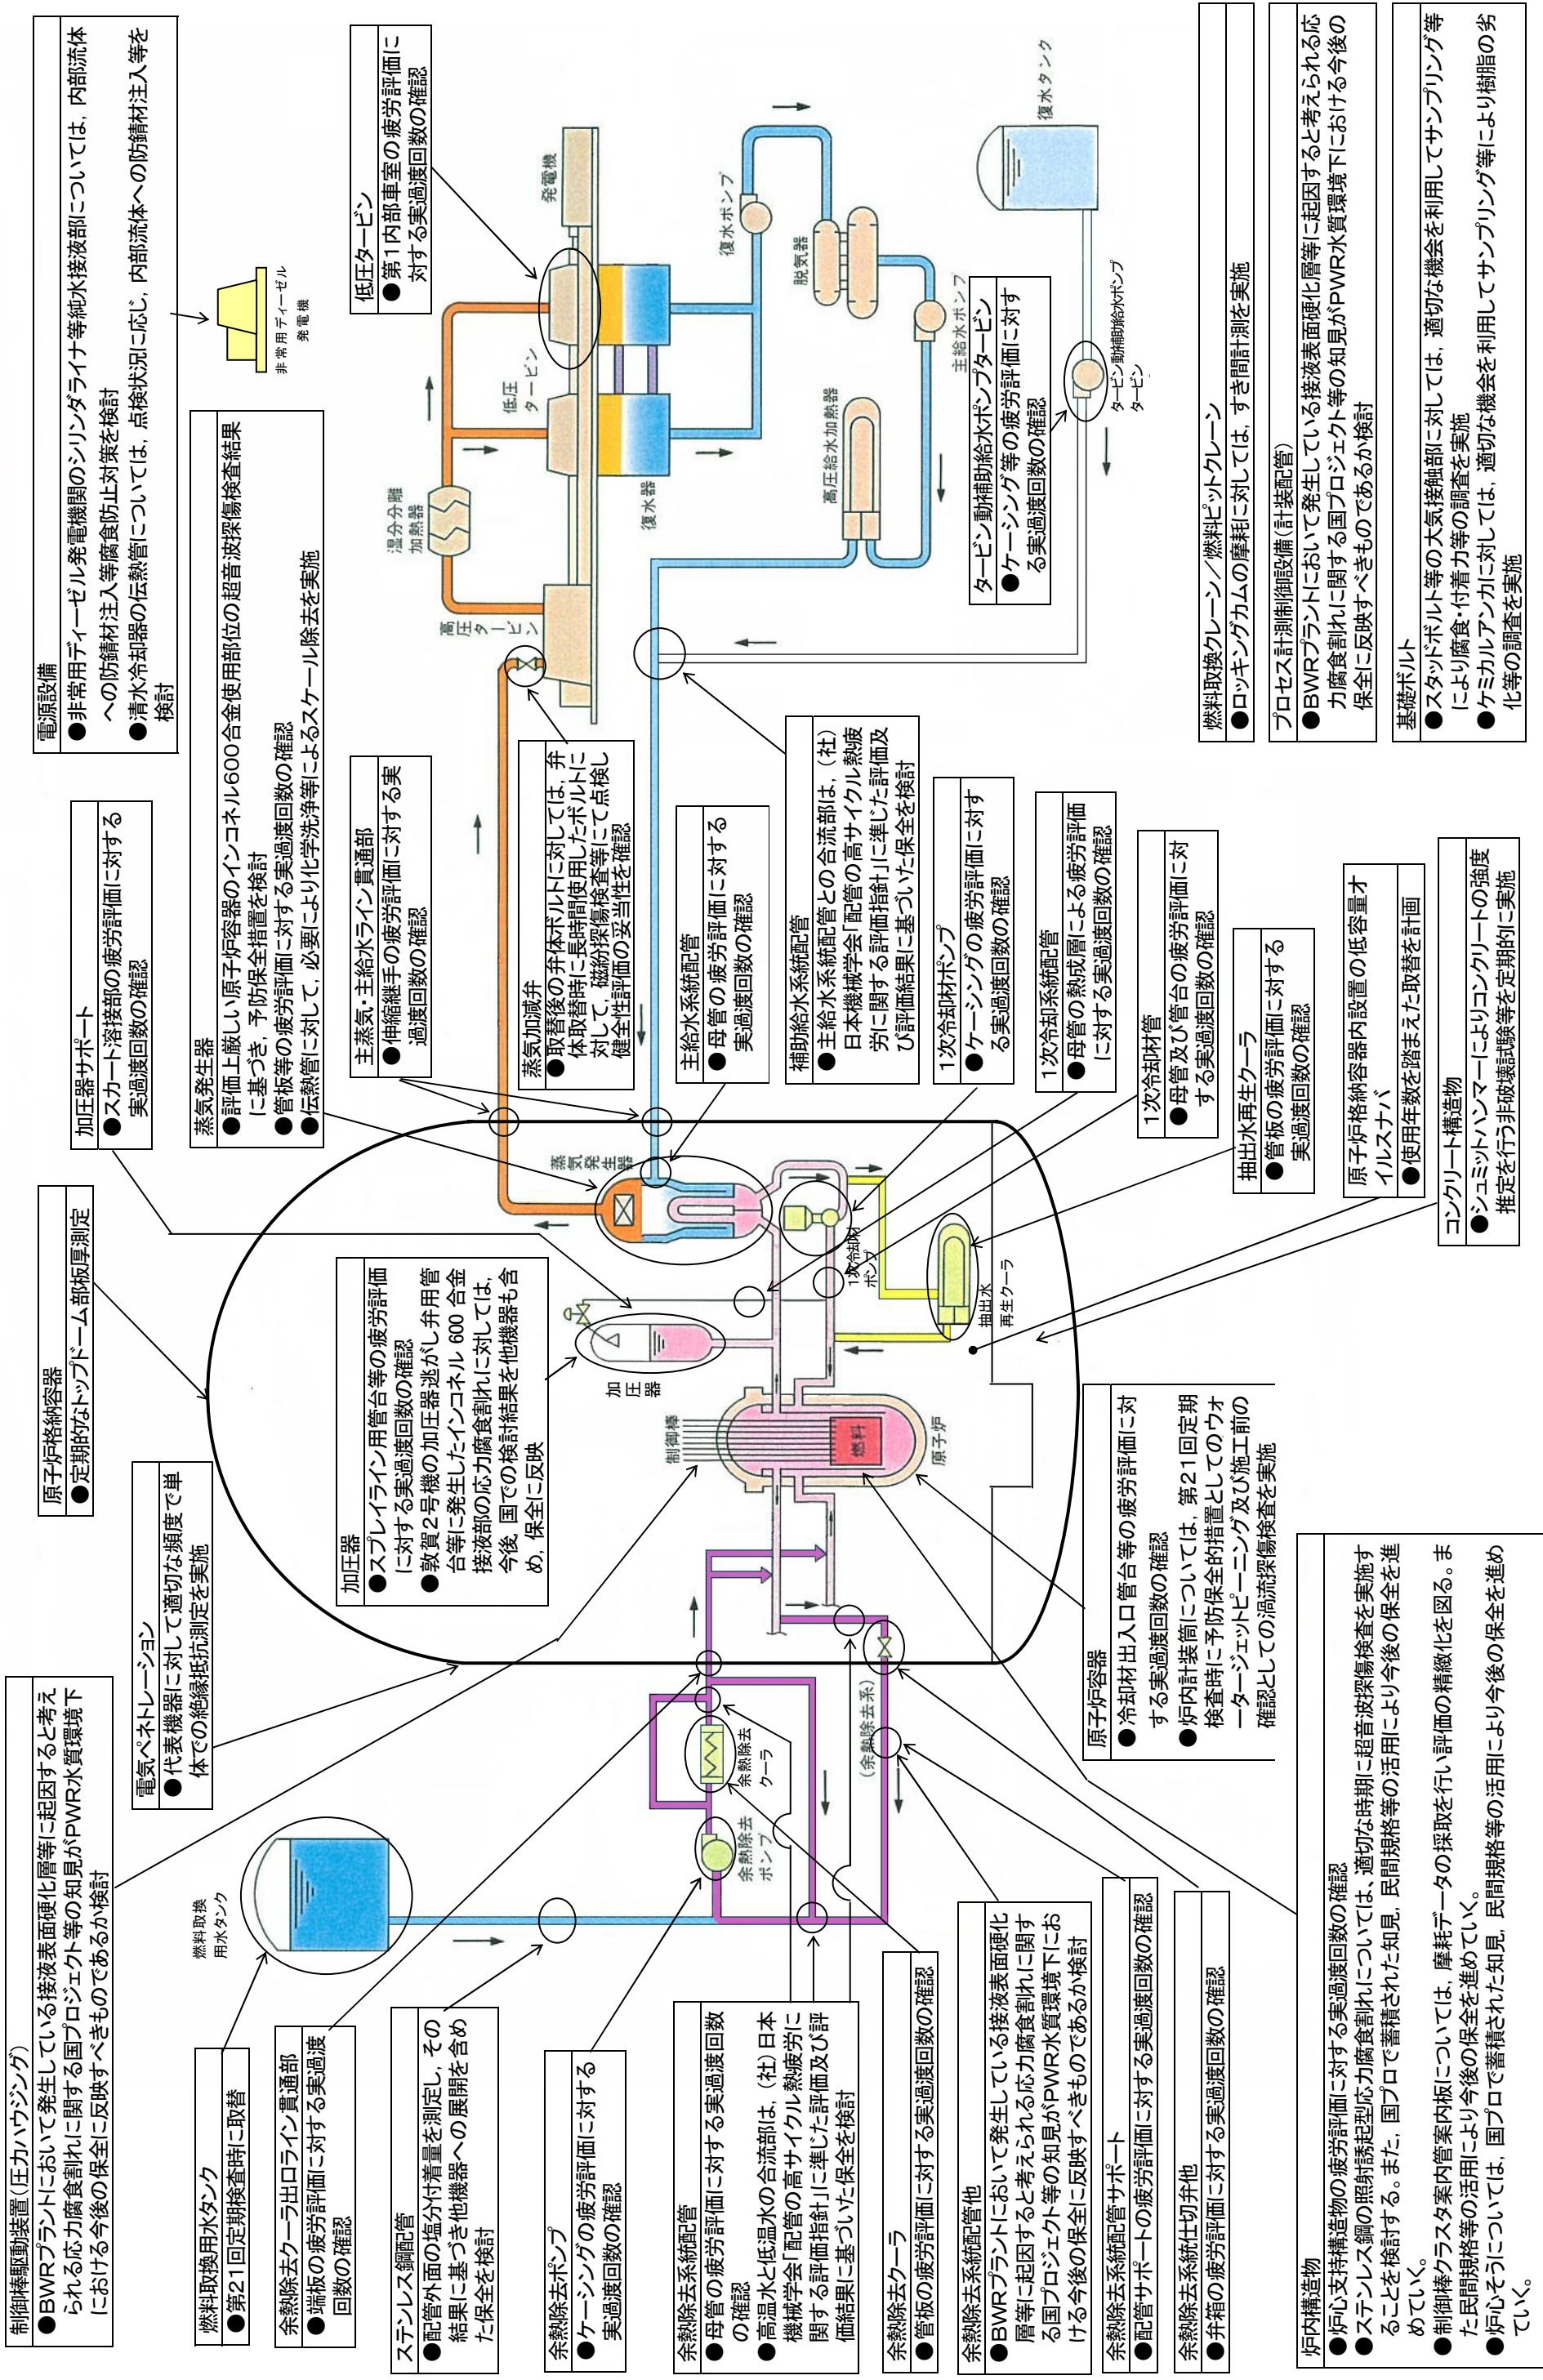 制御棒駆動装置(圧力ハウジング)
●BWRプラントにおいて発生している接液表面硬化層等に起因すると考え
られる応力腐食割れに関する国プロジェクト等の知見がPWR水質環境下
における今後の保全に反映すべきものであるか検討
電気ペネトレーション
●代表機器に対して適切な頻度で単
体での絶縁抵抗測定を実施
原子炉格納容器
●定期的なトップドーム部板厚測定
加圧器サポート
●スカート溶接部の疲労評価に対する
実過渡回数の確認
電源設備
●非常用ディーゼル発電機関のシリンダライナ等純水接液部については,内部流体
への防錆材注入等腐食防止対策を検討
●清水冷却器の伝熱管については,点検状況に応じ,内部流体への防錆材注入等を
検討
非常用ディーゼル
発電機
蒸気発生器
●評価上厳しい原子炉容器のインコネル600合金使用部位の超音波探傷検査結果
に基づき,予防保全措置を検討
●管板等の疲労評価に対する実過渡回数の確認
●伝熱管に対して,必要により化学洗浄等によるスケール除去を実施
燃料取換用水タンク
●第21回定期検査時に取替
余熱除去クーラ出口ライン貫通部
●端板の疲労評価に対する実過渡
回数の確認
燃料取換
用水タンク
加圧器
●スプレイライン用管台等の疲労評価
に対する実過渡回数の確認
●敦賀2号機の加圧器逃がし弁用管
台等に発生したインコネル 600 合金
接液部の応力腐食割れに対しては,
今後,国での検討結果を他機器も含
め,保全に反映
主蒸気・主給水ライン貫通部
●伸縮継手の疲労評価に対する実
過渡回数の確認
低圧タービン
●第1内部車室の疲労評価に
対する実過渡回数の確認
ステンレス鋼配管
●配管外面の塩分付着量を測定し,その
結果に基づき他機器への展開を含め
た保全を検討
蒸気加減弁
●取替後の弁体ボルトに対しては,弁
体取替時に長時間使用したボルトに
対して,磁紛探傷検査等にて点検し
健全性評価の妥当性を確認
湿分分離
加熱器
高圧タービン
低圧
タービン
発電機
復水器
復水ポンプ
脱気器
主給水ポンプ
高圧給水加熱器
復水タンク
余熱除去ポンプ
●ケーシングの疲労評価に対する
実過渡回数の確認
余熱除去系統配管
●母管の疲労評価に対する実過渡回数
の確認
●高温水と低温水の合流部は,(社)日本
機械学会「配管の高サイクル熱疲労に
関する評価指針」に準じた評価及び評
価結果に基づいた保全を検討
余熱除去
ポンプ
余熱除去
クーラ
(余熱除去系)
制御棒
燃料
原子炉
加圧器
蒸気発生器
1次冷却材
ポンプ
抽出水
再生クーラ
主給水系統配管
●母管の疲労評価に対する
実過渡回数の確認
補助給水系統配管
●主給水系統配管との合流部は,(社)
日本機械学会「配管の高サイクル熱疲
労に関する評価指針」に準じた評価及
び評価結果に基づいた保全を検討
1次冷却材ポンプ
●ケーシングの疲労評価に対す
る実過渡回数の確認
1次冷却系統配管
●母管の熱成層による疲労評価
に対する実過渡回数の確認
1次冷却材管
●母管及び管台の疲労評価に対
する実過渡回数の確認
抽出水再生クーラ
●管板の疲労評価に対する
実過渡回数の確認
原子炉格納容器内設置の低容量オ
イルスナバ
●使用年数を踏まえた取替を計画
コンクリート構造物
●シュミットハンマーによりコンクリートの強度
推定を行う非破壊試験等を定期的に実施
タービン動補助給水ポンプタービン
●ケーシング等の疲労評価に対す
る実過渡回数の確認
タービン動補助給水ポンプ
タービン
余熱除去クーラ
●管板の疲労評価に対する実過渡回数の確認
余熱除去系統配管他
●BWRプラントにおいて発生している接液表面硬化
層等に起因すると考えられる応力腐食割れに関す
る国プロジェクト等の知見がPWR水質環境下にお
ける今後の保全に反映すべきものであるか検討
余熱除去系統配管サポート
●配管サポートの疲労評価に対する実過渡回数の確認
余熱除去系統仕切弁他
●弁箱の疲労評価に対する実過渡回数の確認
原子炉容器
●冷却材出入口管台等の疲労評価に対
する実過渡回数の確認
●炉内計装筒については,第21回定期
検査時に予防保全的措置としてのウォ
ータージェットピーニング及び施工前の
確認としての渦流探傷検査を実施
燃料取換クレーン/燃料ピットクレーン
●ロッキングカムの摩耗に対しては,すき間計測を実施
プロセス計測制御設備(計装配管)
●BWRプラントにおいて発生している接液表面硬化層等に起因すると考えられる応
力腐食割れに関する国プロジェクト等の知見がPWR水質環境下における今後の
保全に反映すべきものであるか検討
基礎ボルト
●スタッドボルト等の大気接触部に対しては,適切な機会を利用してサンプリング等
により腐食・付着力等の調査を実施
●ケミカルアンカに対しては,適切な機会を利用してサンプリング等により樹脂の劣
化等の調査を実施
炉内構造物
●炉心支持構造物の疲労評価に対する実過渡回数の確認
●ステンレス鋼の照射誘起型応力腐食割れについては、適切な時期に超音波探傷検査を実施す
ることを検討する。また,国プロで蓄積された知見,民間規格等の活用により今後の保全を進
めていく。
●制御棒クラスタ案内管案内板については,摩耗データの採取を行い評価の精緻化を図る。ま
た民間規格等の活用により今後の保全を進めていく。
●炉心そうについては,国プロで蓄積された知見,民間規格等の活用により今後の保全を進め
ていく。